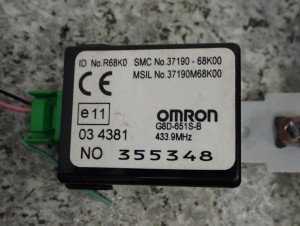 ID No.R68K0 SMC No.37190-68K00
MSIL No.37190M68K00
CE
e11
OMRON
G8D-651S-B
03 4381
433.9MHz
NO 355348